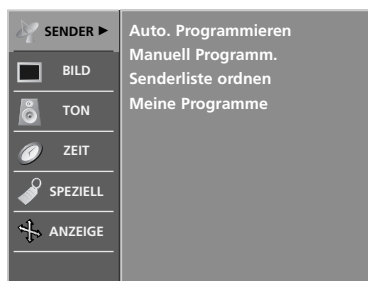 SENDER ►
BILD
TON
ZEIT
SPEZIELL
ANZEIGE
Auto. Programmieren
Manuell Programm.
Senderliste ordnen
Meine Programme